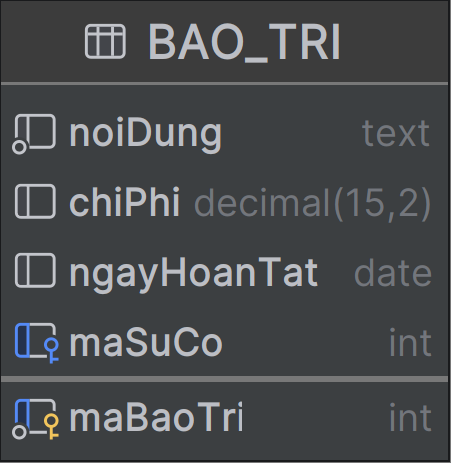 BAO_TRI
noiDung text
chiPhi decimal(15,2)
ngayHoanTat date
maSuCo int
maBaoTri int